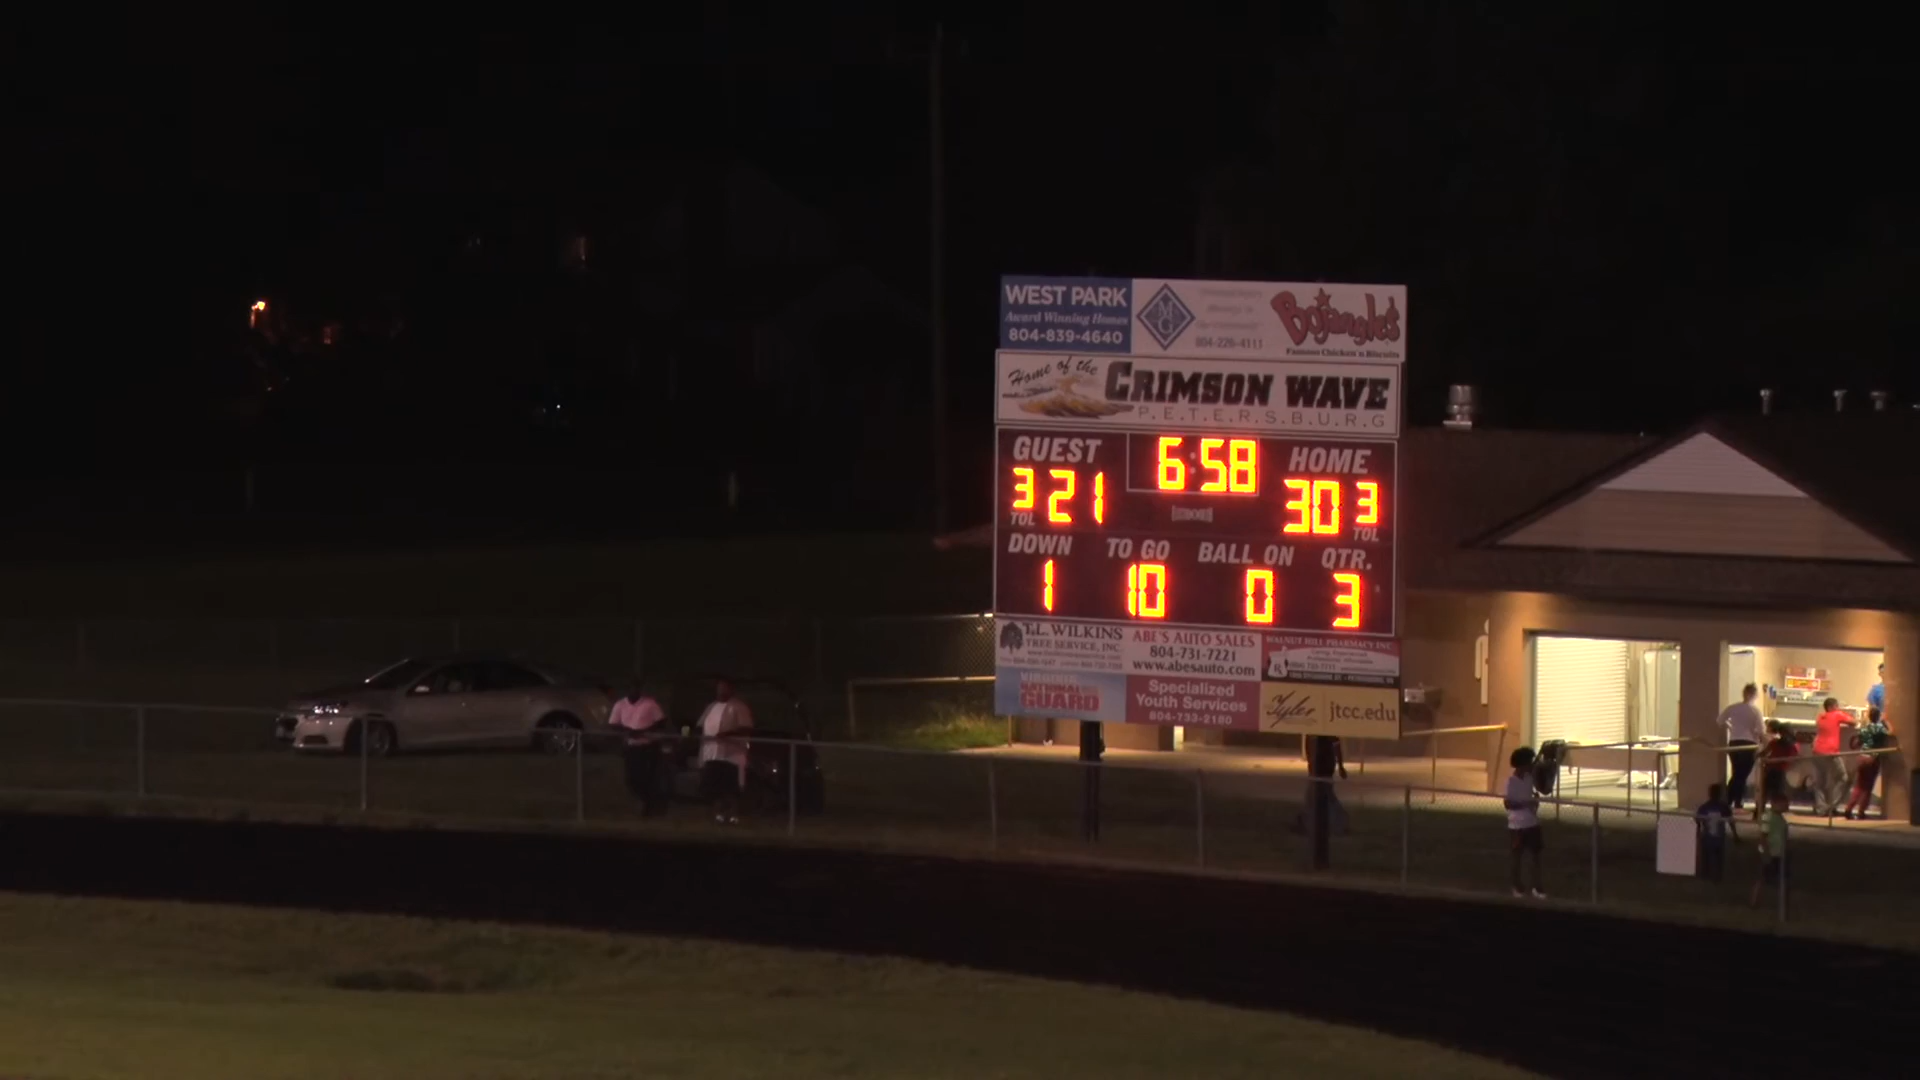 WEST PARK
Award Winning Homes
804-839-4640
MG
804-226-4111
Bojangles'
Famous Chicken 'n Biscuits
Home of the
CRIMSON WAVE
P.E.T.E.R.S.B.U.R.G
GUEST
6:58
HOME
3 21
30 3
TOL
TOL
DOWN
TO GO
BALL ON
QTR.
1
10
0
3
T.L. WILKINS
TREE SERVICE, INC.
ABE'S AUTO SALES
804-731-7221
www.abesauto.com
WALNUT HILL PHARMACY INC.
VIRGINIA
NATIONAL
GUARD
Specialized
Youth Services
804-733-2180
Tyler
jtcc.edu